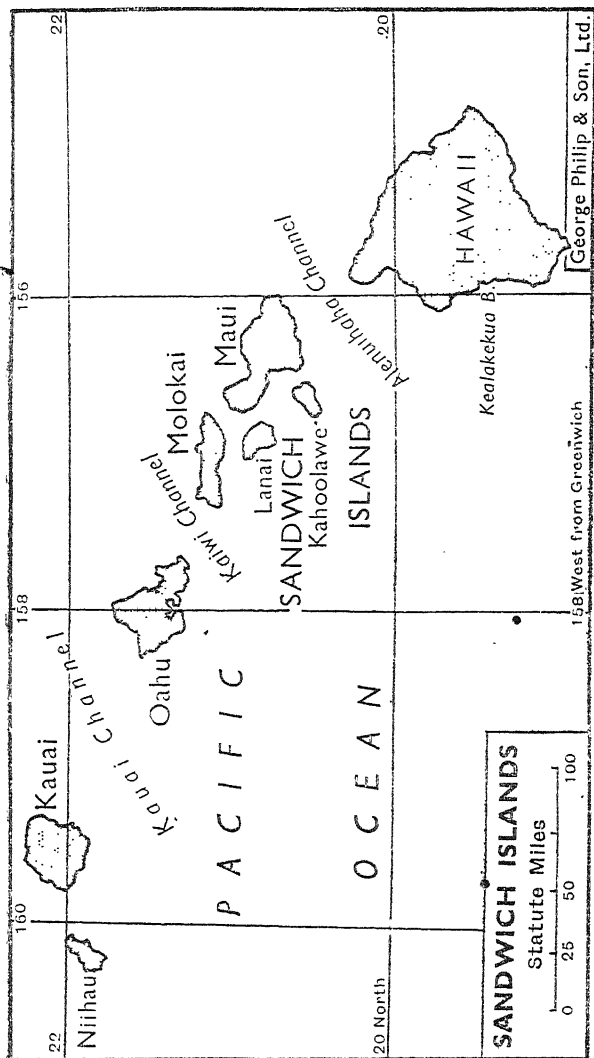 22
160
158
156
22
Niihau
Kauai
Kauai Channel
Oahu
Kaiwi Channel
Molokai
Maui
Lanai
Kahoolawe
SANDWICH
ISLANDS
Alenuihaha Channel
PACIFIC
OCEAN
20 North
.20
HAWAII
Kealakekua B.
158 West from Greenwich
SANDWICH ISLANDS
Statute Miles
0 25 50 100
George Philip & Son, Ltd.